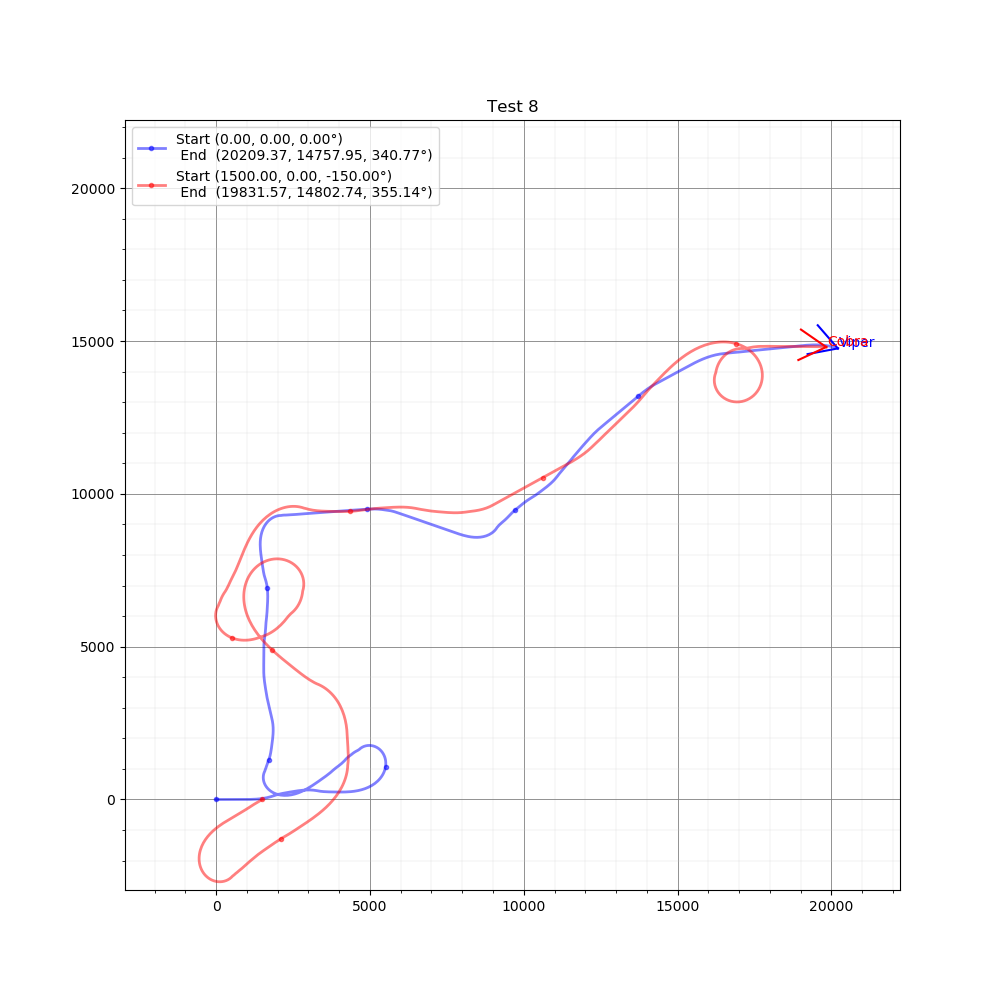 Test 8
Start (0.00, 0.00, 0.00°)
End (20209.37, 14757.95, 340.77°)
Start (1500.00, 0.00, -150.00°)
End (19831.57, 14802.74, 355.14°)
20000
15000
10000
5000
0
Cobra
Viper
0
5000
10000
15000
20000